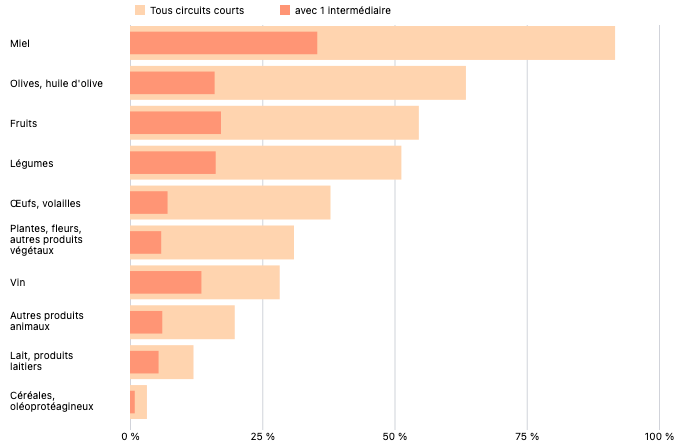 Tous circuits courts
avec 1 intermédiaire
Miel
Olives, huile d'olive
Fruits
Légumes
Œufs, volailles
Plantes, fleurs,
autres produits
végétaux
Vin
Autres produits
animaux
Lait, produits
laitiers
Céréales,
oléoprotéagineux
0 %
25 %
50 %
75 %
100 %